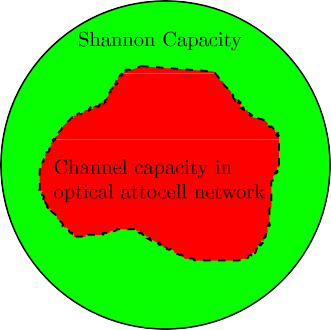 Shannon Capacity
Channel capacity in
optical attocell network